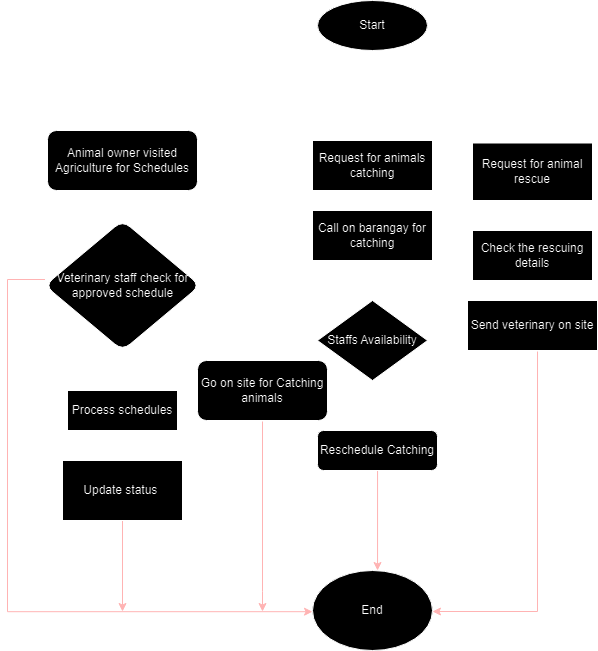 Start
Animal owner visited
Agriculture for Schedules
Request for animals
catching
Request for animal
rescue
Call on barangay for
catching
Check the rescuing
details
Veterinary staff check for
approved schedule
Send veterinary on site
Staffs Availability
Go on site for Catching
animals
Process schedules
Reschedule Catching
Update status
End